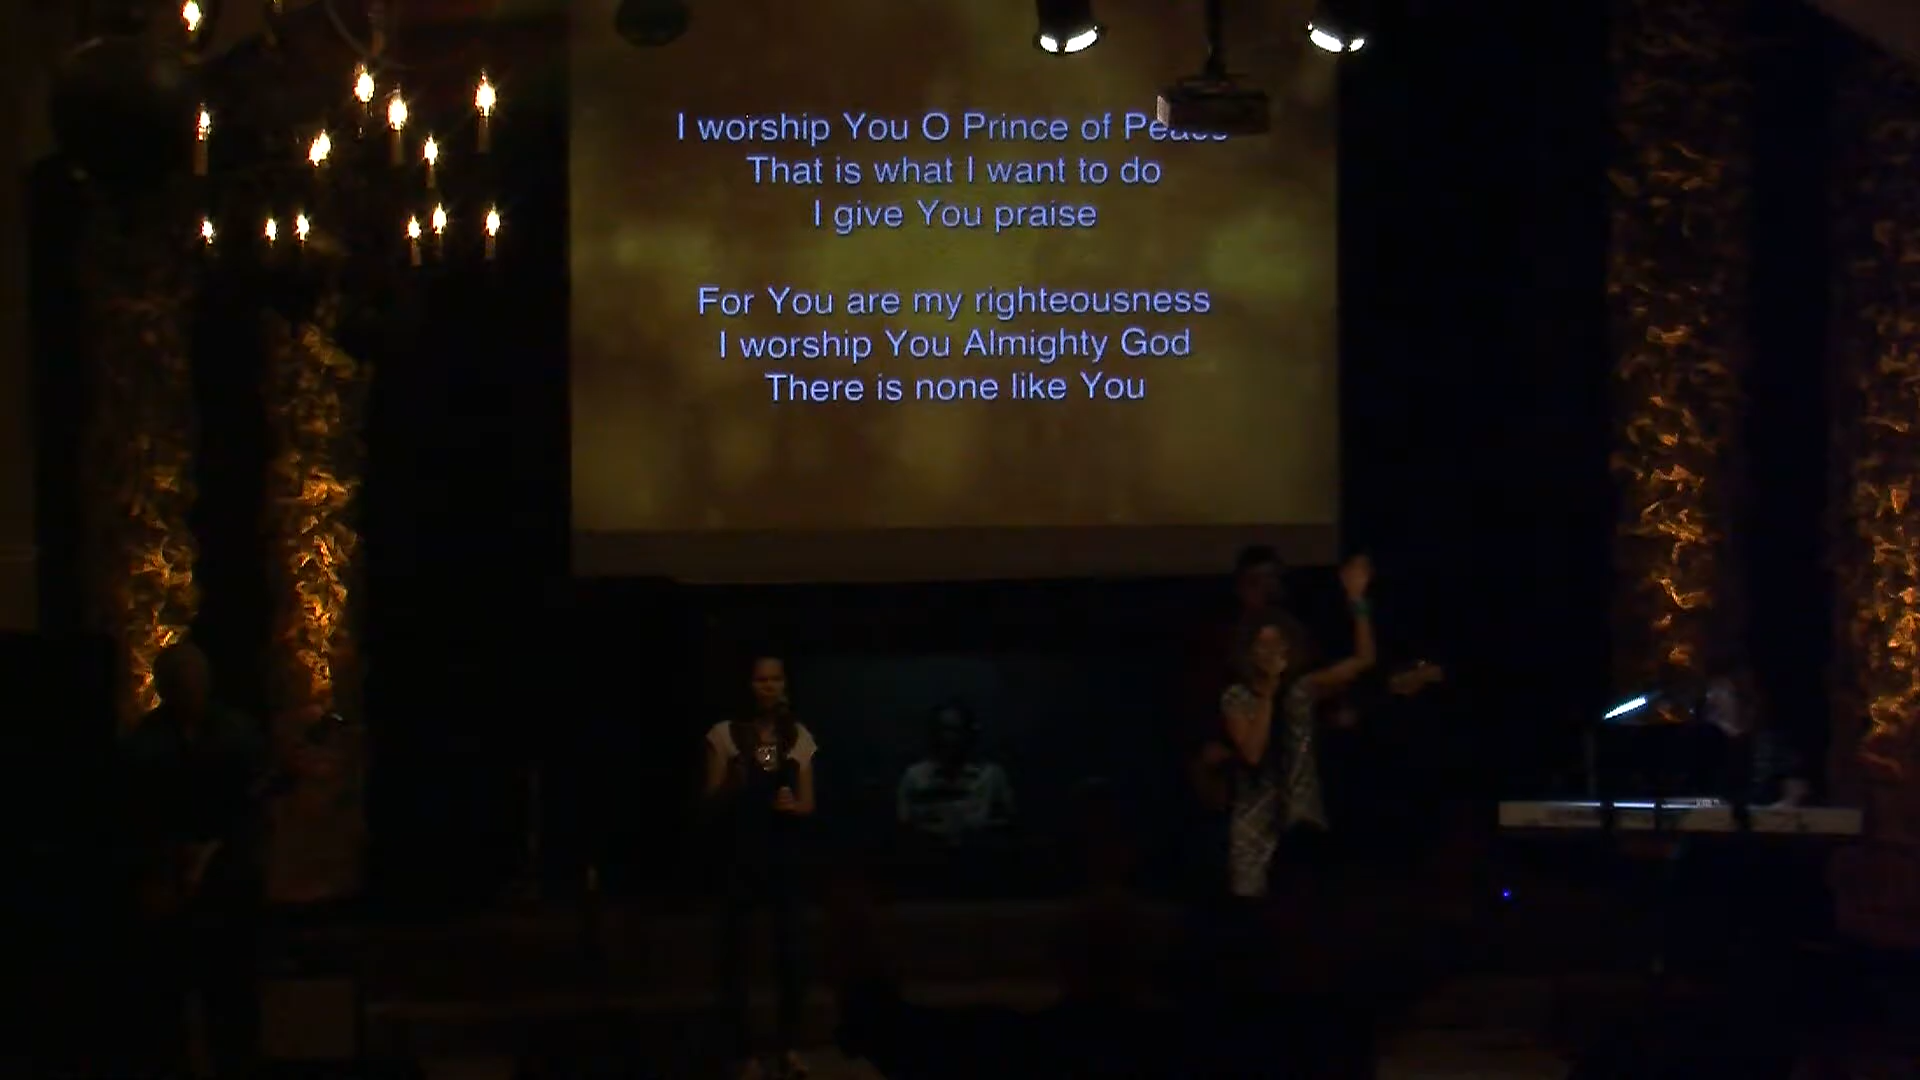 I worship You O Prince of Peace
That is what I want to do
I give You praise
For You are my righteousness
I worship You Almighty God
There is none like You